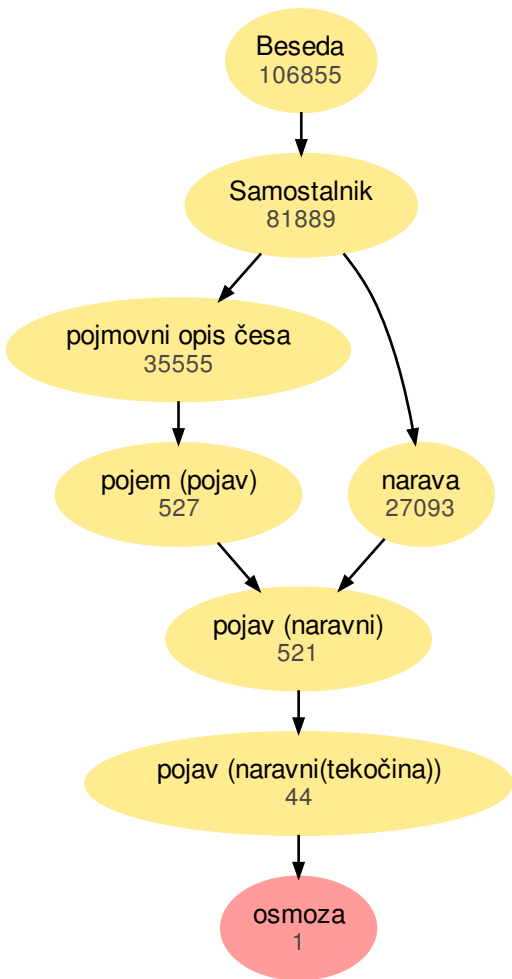 Beseda
106855
Samostalnik
81889
pojmovni opis česa
35555
pojem (pojav)
527
narava
27093
pojav (naravni)
521
pojav (naravni(tekočina))
44
osmoza
1